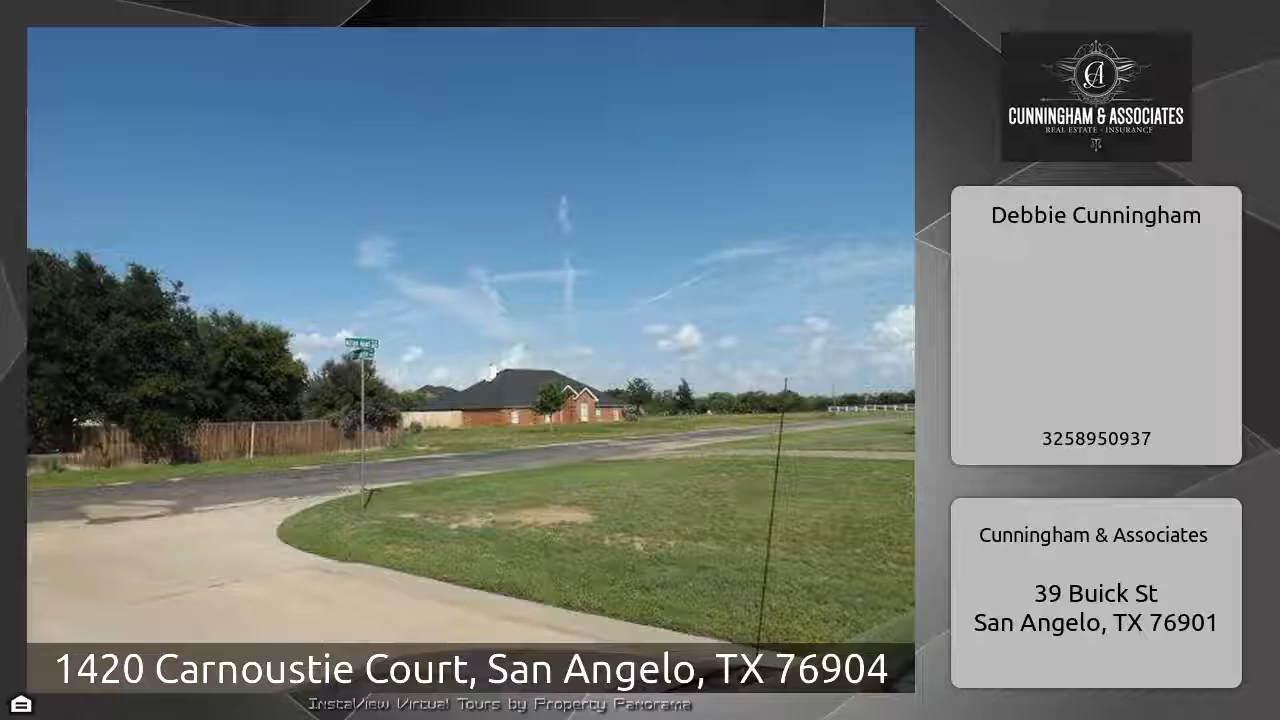 CA
CUNNINGHAM & ASSOCIATES
REAL ESTATE - INSURANCE
Debbie Cunningham
3258950937
Cunningham & Associates
39 Buick St
San Angelo, TX 76901
1420 Carnoustie Court, San Angelo, TX 76904
InstaView Virtual Tours by Property Panorama